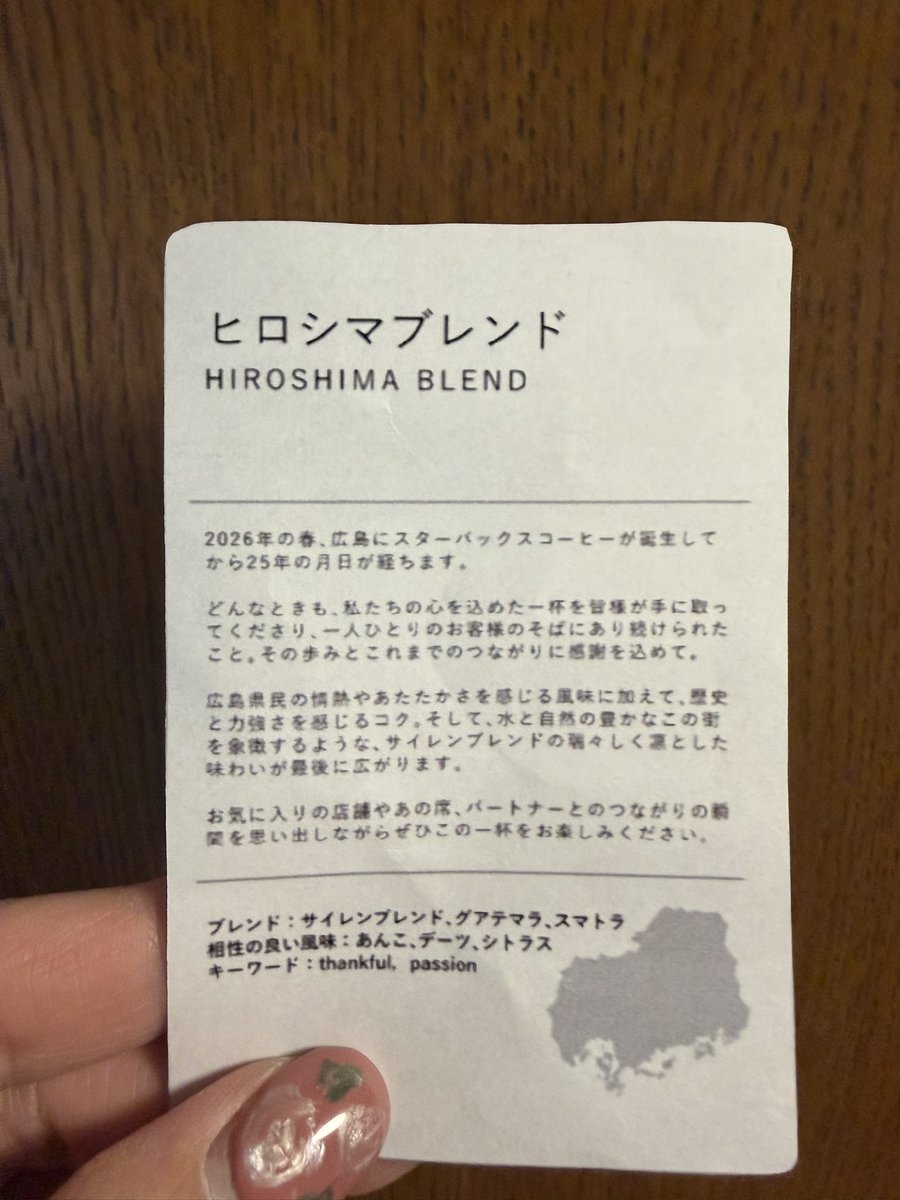 ヒロシマブレンド
HIROSHIMA BLEND
2026年の春、広島にスターバックスコーヒーが誕生して
から25年の月日が経ちます。
どんなときも、私たちの心を込めた一杯を皆様が手に取っ
てくださり、一人ひとりのお客様のそばにあり続けられた
こと。その歩みとこれまでのつながりに感謝を込めて。
広島県民の情熱やあたたかさを感じる風味に加えて、歴史
と力強さを感じるコク。そして、水と自然の豊かなこの街
を象徴するような、サイレンブレンドの瑞々しく凛とした
味わいが最後に広がります。
お気に入りの店舗やあの席、パートナーとのつながりの瞬
間を思い出しながらぜひこの一杯をお楽しみください。
ブレンド：サイレンブレンド、グアテマラ、スマトラ
相性の良い風味：あんこ、デーツ、シトラス
キーワード：thankful, passion